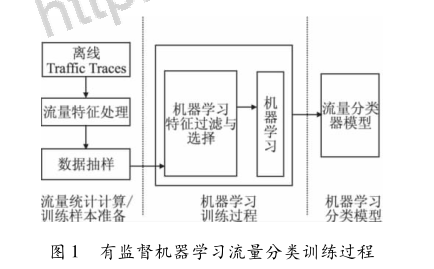 离线
Traffic Traces
流量特征处理
数据抽样
机器学习
特征过滤与
选择
机器学习
流量分类
器模型
流量统计计算/
训练样本准备
机器学习
训练过程
机器学习
分类模型
图1 有监督机器学习流量分类训练过程